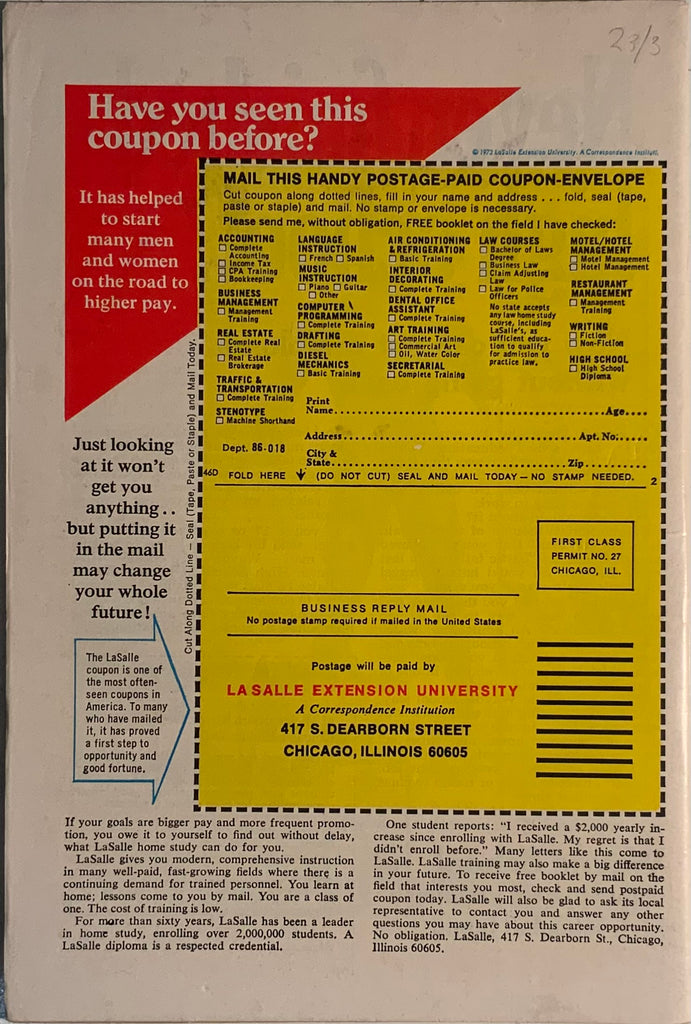 23/3
Have you seen this
coupon before?
© 1973 LaSalle Extension University. A Correspondence Institution.
It has helped
to start
many men
and women
on the road to
higher pay.
MAIL THIS HANDY POSTAGE-PAID COUPON-ENVELOPE
Cut coupon along dotted lines, fill in your name and address . . . fold, seal (tape,
paste or staple) and mail. No stamp or envelope is necessary.
Please send me, without obligation, FREE booklet on the field I have checked:
ACCOUNTING
☐ Complete
Accounting
☐ Income Tax
☐ CPA Training
☐ Bookkeeping
BUSINESS
MANAGEMENT
☐ Management
Training
REAL ESTATE
☐ Complete Real
Estate
☐ Real Estate
Brokerage
TRAFFIC &
TRANSPORTATION
☐ Complete Training
STENOTYPE
☐ Machine Shorthand
LANGUAGE
INSTRUCTION
☐ French ☐ Spanish
MUSIC
INSTRUCTION
☐ Piano ☐ Guitar
☐ Other
COMPUTER
PROGRAMMING
☐ Complete Training
DRAFTING
☐ Complete Training
DIESEL
MECHANICS
☐ Basic Training
AIR CONDITIONING
& REFRIGERATION
☐ Basic Training
INTERIOR
DECORATING
☐ Complete Training
DENTAL OFFICE
ASSISTANT
☐ Complete Training
ART TRAINING
☐ Complete Training
☐ Commercial Art
☐ Oil, Water Color
SECRETARIAL
☐ Complete Training
LAW COURSES
☐ Bachelor of Laws
Degree
☐ Business Law
☐ Claim Adjusting
Law
☐ Law for Police
Officers
No state accepts
any law home study
course, including
LaSalle's, as
sufficient educa-
tion to qualify
for admission to
practice law.
MOTEL/HOTEL
MANAGEMENT
☐ Motel Management
☐ Hotel Management
RESTAURANT
MANAGEMENT
☐ Management
Training
WRITING
☐ Fiction
☐ Non-Fiction
HIGH SCHOOL
☐ High School
Diploma
Print
Name.......................................................Age....
Address...................................................Apt. No......
Dept. 86-018
City &
State....................................................Zip...........
46D FOLD HERE (DO NOT CUT) SEAL AND MAIL TODAY—NO STAMP NEEDED. 2
Cut Along Dotted Line — Seal (Tape, Paste or Staple) and Mail Today.
Just looking
at it won't
get you
anything . .
but putting it
in the mail
may change
your whole
future!
The LaSalle
coupon is one of
the most often-
seen coupons in
America. To many
who have mailed
it, it has proved
a first step to
opportunity and
good fortune.
FIRST CLASS
PERMIT NO. 27
CHICAGO, ILL.
BUSINESS REPLY MAIL
No postage stamp required if mailed in the United States
Postage will be paid by
LA SALLE EXTENSION UNIVERSITY
A Correspondence Institution
417 S. DEARBORN STREET
CHICAGO, ILLINOIS 60605
If your goals are bigger pay and more frequent promo-
tion, you owe it to yourself to find out without delay,
what LaSalle home study can do for you.
LaSalle gives you modern, comprehensive instruction
in many well-paid, fast-growing fields where there is a
continuing demand for trained personnel. You learn at
home; lessons come to you by mail. You are a class of
one. The cost of training is low.
For more than sixty years, LaSalle has been a leader
in home study, enrolling over 2,000,000 students. A
LaSalle diploma is a respected credential.
One student reports: "I received a $2,000 yearly in-
crease since enrolling with LaSalle. My regret is that I
didn't enroll before." Many letters like this come to
LaSalle. LaSalle training may also make a big difference
in your future. To receive free booklet by mail on the
field that interests you most, check and send postpaid
coupon today. LaSalle will also be glad to ask its local
representative to contact you and answer any other
questions you may have about this career opportunity.
No obligation. LaSalle, 417 S. Dearborn St., Chicago,
Illinois 60605.